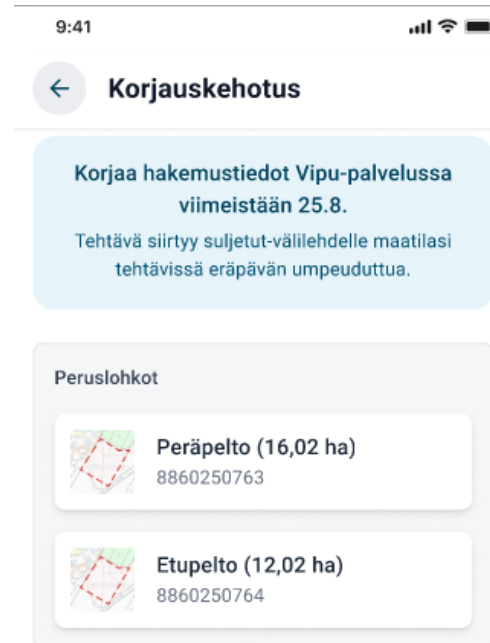 9:41
Korjauskehotus
Korjaa hakemustiedot Vipu-palvelussa
viimeistään 25.8.
Tehtävä siirtyy suljetut-välilehdelle maatilasi
tehtävissä eräpävän umpeuduttua.
Peruslohkot
Peräpelto (16,02 ha)
8860250763
Etupelto (12,02 ha)
8860250764